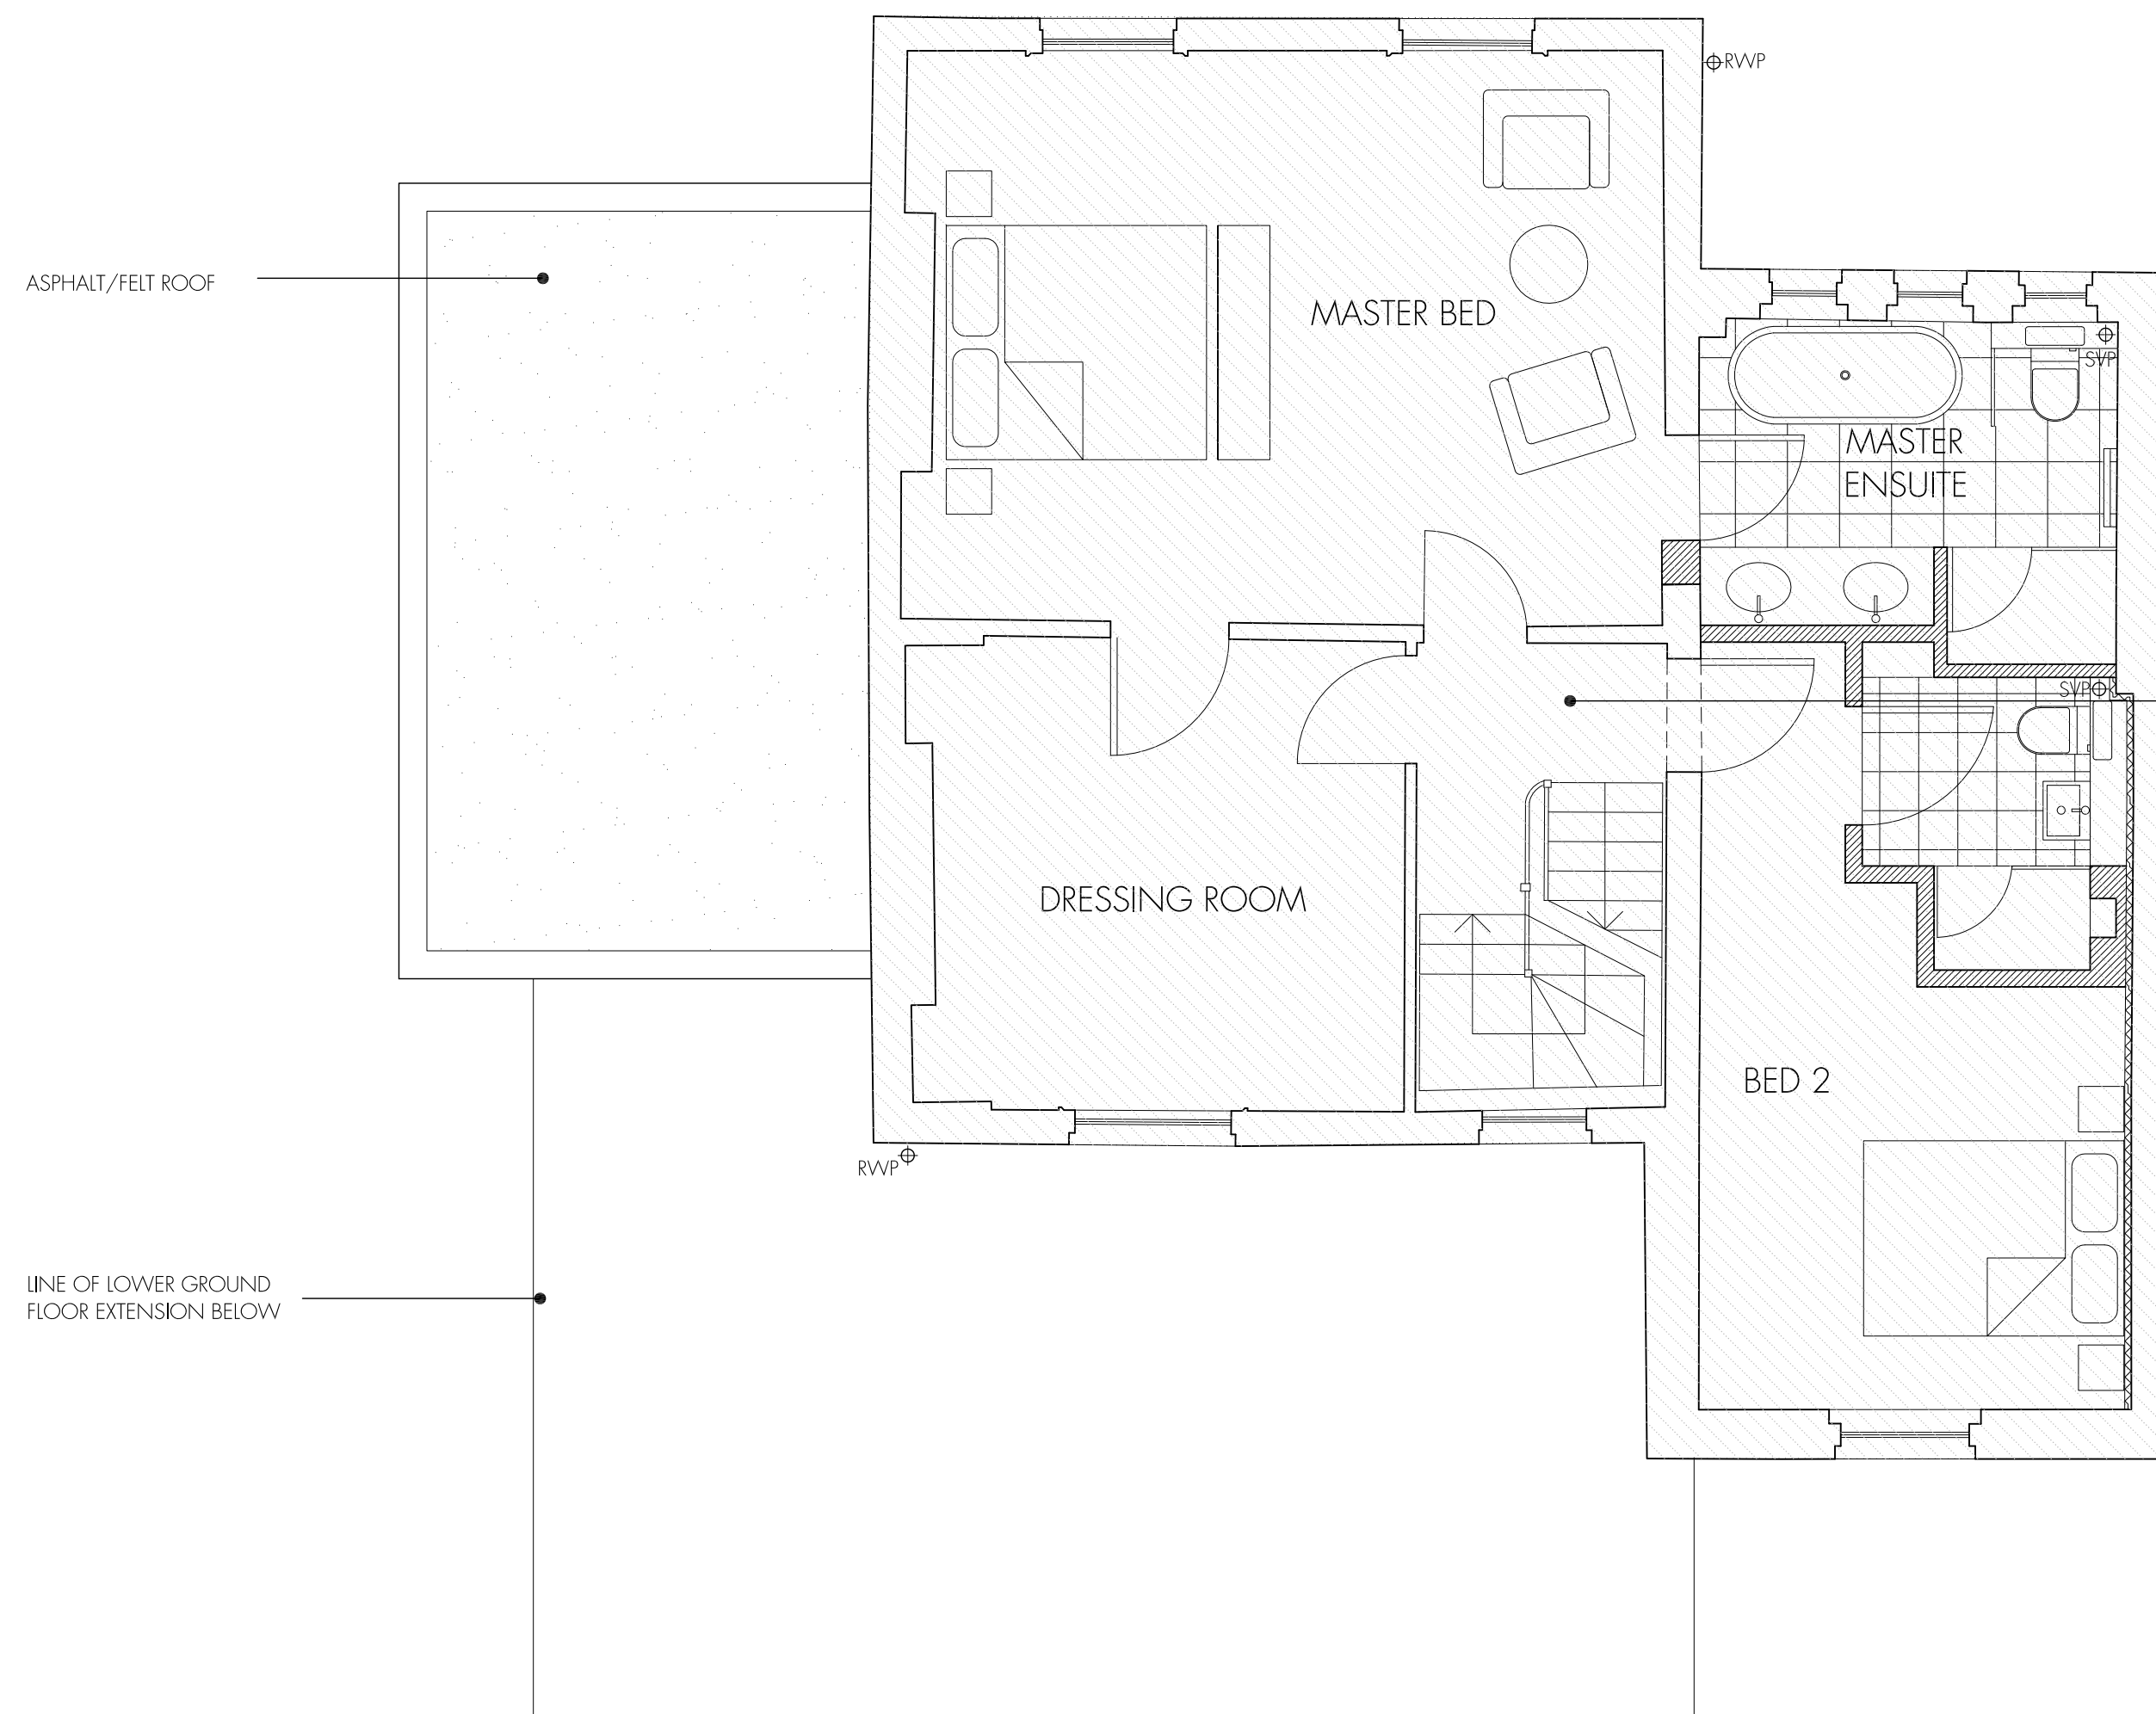 RWP
ASPHALT/FELT ROOF
MASTER BED
SVP
MASTER
ENSUITE
SVP
DRESSING ROOM
BED 2
RWP
LINE OF LOWER GROUND
FLOOR EXTENSION BELOW